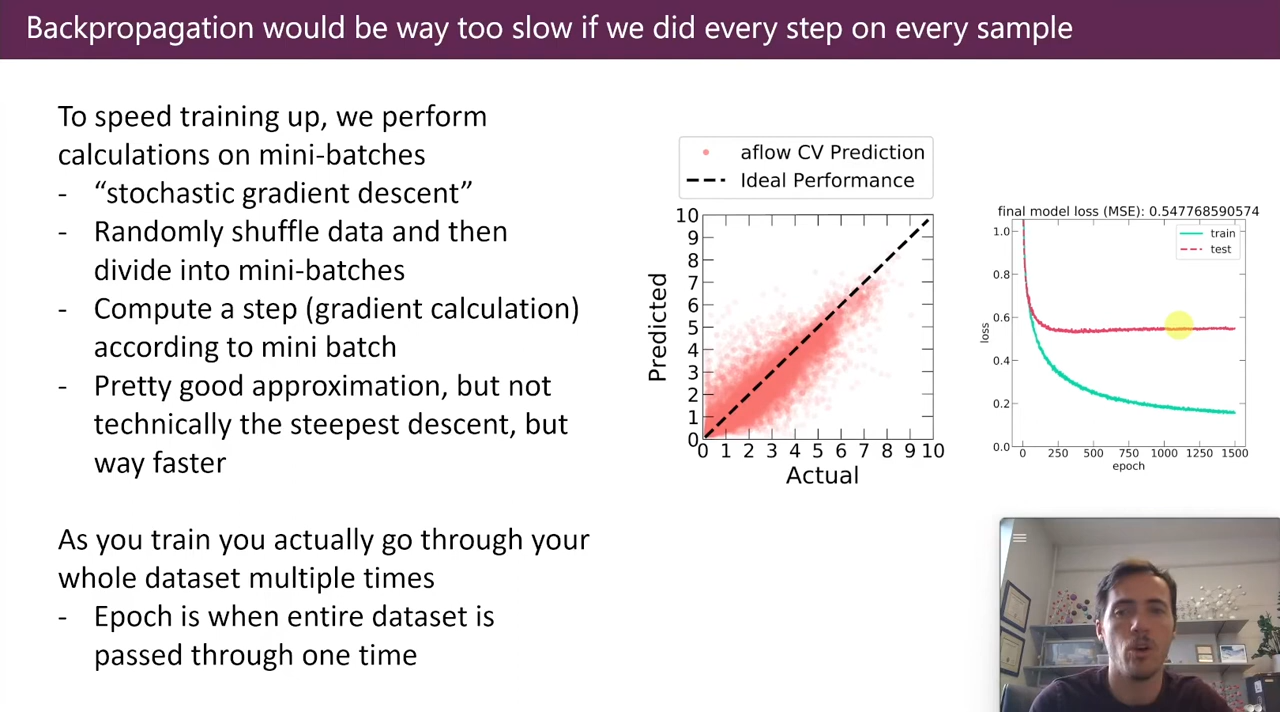 Backpropagation would be way too slow if we did every step on every sample
To speed training up, we perform
calculations on mini-batches
- “stochastic gradient descent”
- Randomly shuffle data and then
divide into mini-batches
- Compute a step (gradient calculation)
according to mini batch
- Pretty good approximation, but not
technically the steepest descent, but
way faster
As you train you actually go through your
whole dataset multiple times
- Epoch is when entire dataset is
passed through one time
aflow CV Prediction
Ideal Performance
10
9
8
7
6
5
4
3
2
1
0
Predicted
0 1 2 3 4 5 6 7 8 9 10
Actual
final model loss (MSE): 0.547768590574
train
test
1.0
0.8
0.6
0.4
0.2
0.0
loss
0 250 500 750 1000 1250 1500
epoch